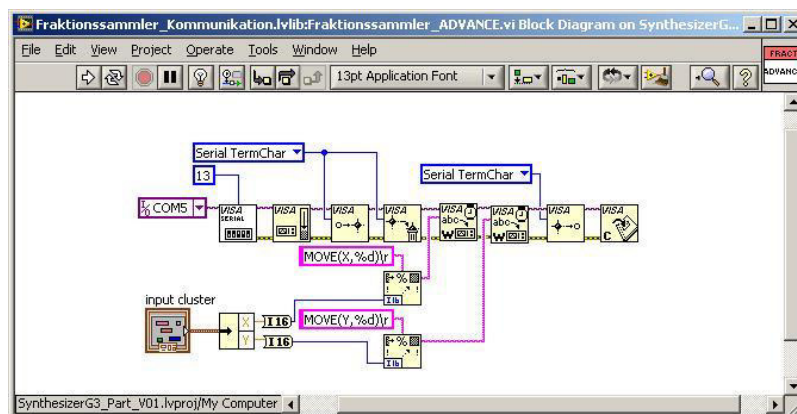 Fraktionssammler_Kommunikation.lvlib:Fraktionssammler_ADVANCE.vi Block Diagram on SynthesizerG...
File Edit View Project Operate Tools Window Help
FRACT
13pt Application Font
ADVANC
Serial TermChar
13
Serial TermChar
I/O COM5
VISA SERIAL
VISA
VISA
VISA
VISA abc W
VISA abc W
VISA
VISA C
MOVE(X,%d)\r
input cluster
X I16
Y I16
MOVE(Y,%d)\r
SynthesizerG3_Part_V01.lvproj/My Computer